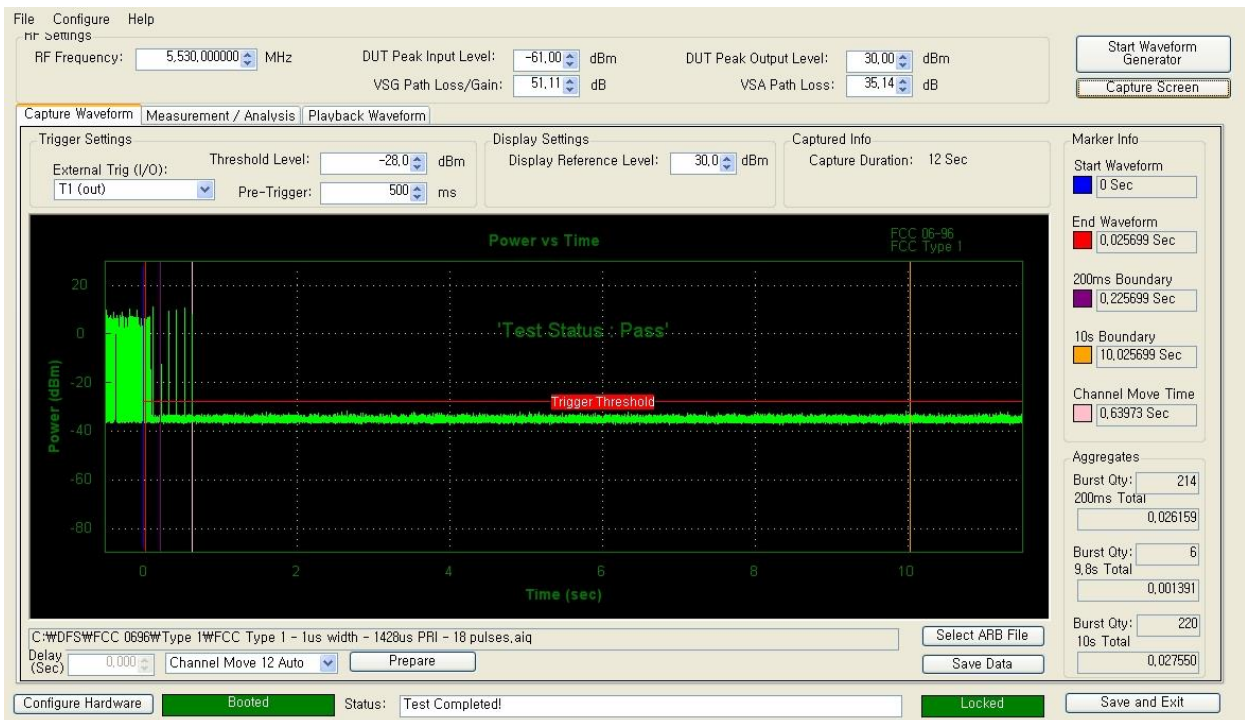 File Configure Help
RF Settings
RF Frequency: 5,530,000000 MHz
DUT Peak Input Level: -61,00 dBm
DUT Peak Output Level: 30,00 dBm
VSG Path Loss/Gain: 51,11 dB
VSA Path Loss: 35,14 dB
Start Waveform Generator
Capture Screen
Capture Waveform Measurement / Analysis Playback Waveform
Trigger Settings
External Trig (I/O):
T1 (out)
Threshold Level: -28,0 dBm
Pre-Trigger: 500 ms
Display Settings
Display Reference Level: 30,0 dBm
Captured Info
Capture Duration: 12 Sec
Power vs Time
FCC 06-96
FCC Type 1
'Test Status : Pass'
Trigger Threshold
Power (dBm)
20
0
-20
-40
-60
-80
0 2 4 6 8 10
Time (sec)
Marker Info
Start Waveform
0 Sec
End Waveform
0,025699 Sec
200ms Boundary
0,225699 Sec
10s Boundary
10,025699 Sec
Channel Move Time
0,63973 Sec
Aggregates
Burst Qty: 214
200ms Total
0,026159
Burst Qty: 6
9,8s Total
0,001391
Burst Qty: 220
10s Total
0,027550
C:₩DFS₩FCC 0696₩Type 1₩FCC Type 1 - 1us width - 1428us PRI - 18 pulses,aiq
Select ARB File
Delay (Sec) 0,000
Channel Move 12 Auto
Prepare
Save Data
Configure Hardware
Booted
Status: Test Completed!
Locked
Save and Exit